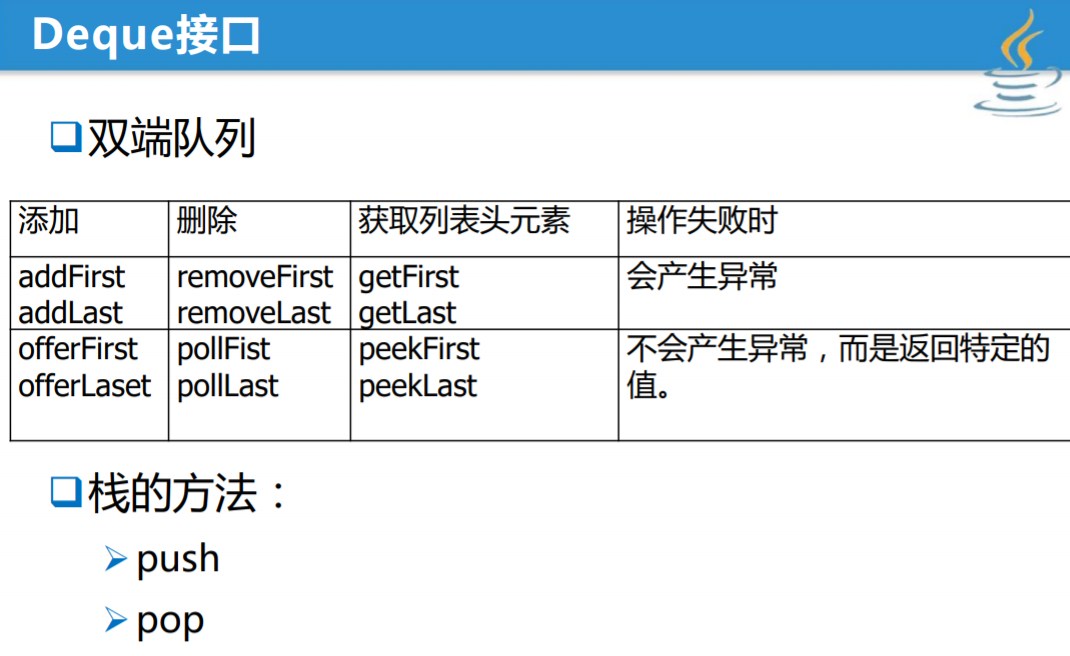 Deque接口
双端队列
添加 删除 获取列表头元素 操作失败时
addFirst removeFirst getFirst 会产生异常
addLast removeLast getLast
offerFirst pollFist peekFirst 不会产生异常，而是返回特定的
offerLaset pollLast peekLast 值。
栈的方法：
push
pop